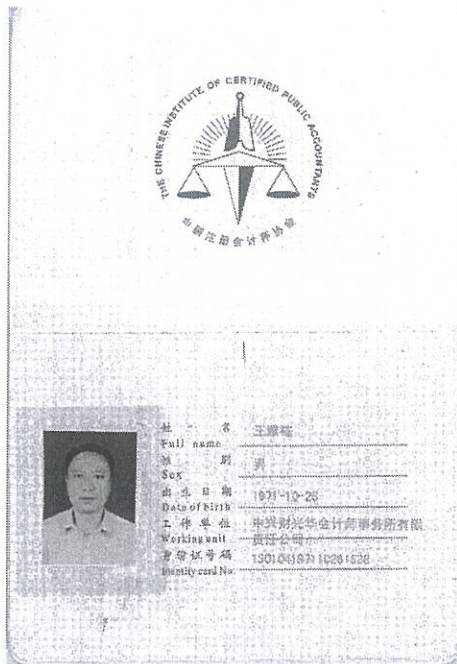 THE CHINESE INSTITUTE OF CERTIFIED PUBLIC ACCOUNTANTS
中国注册会计师协会
姓 名
Full name
性 别
Sex
男
出生日期
Date of birth
1971-10-26
工作单位
Working unit
中兴财光华会计师事务所有限
责任公司
身份证号码
Identity card No.